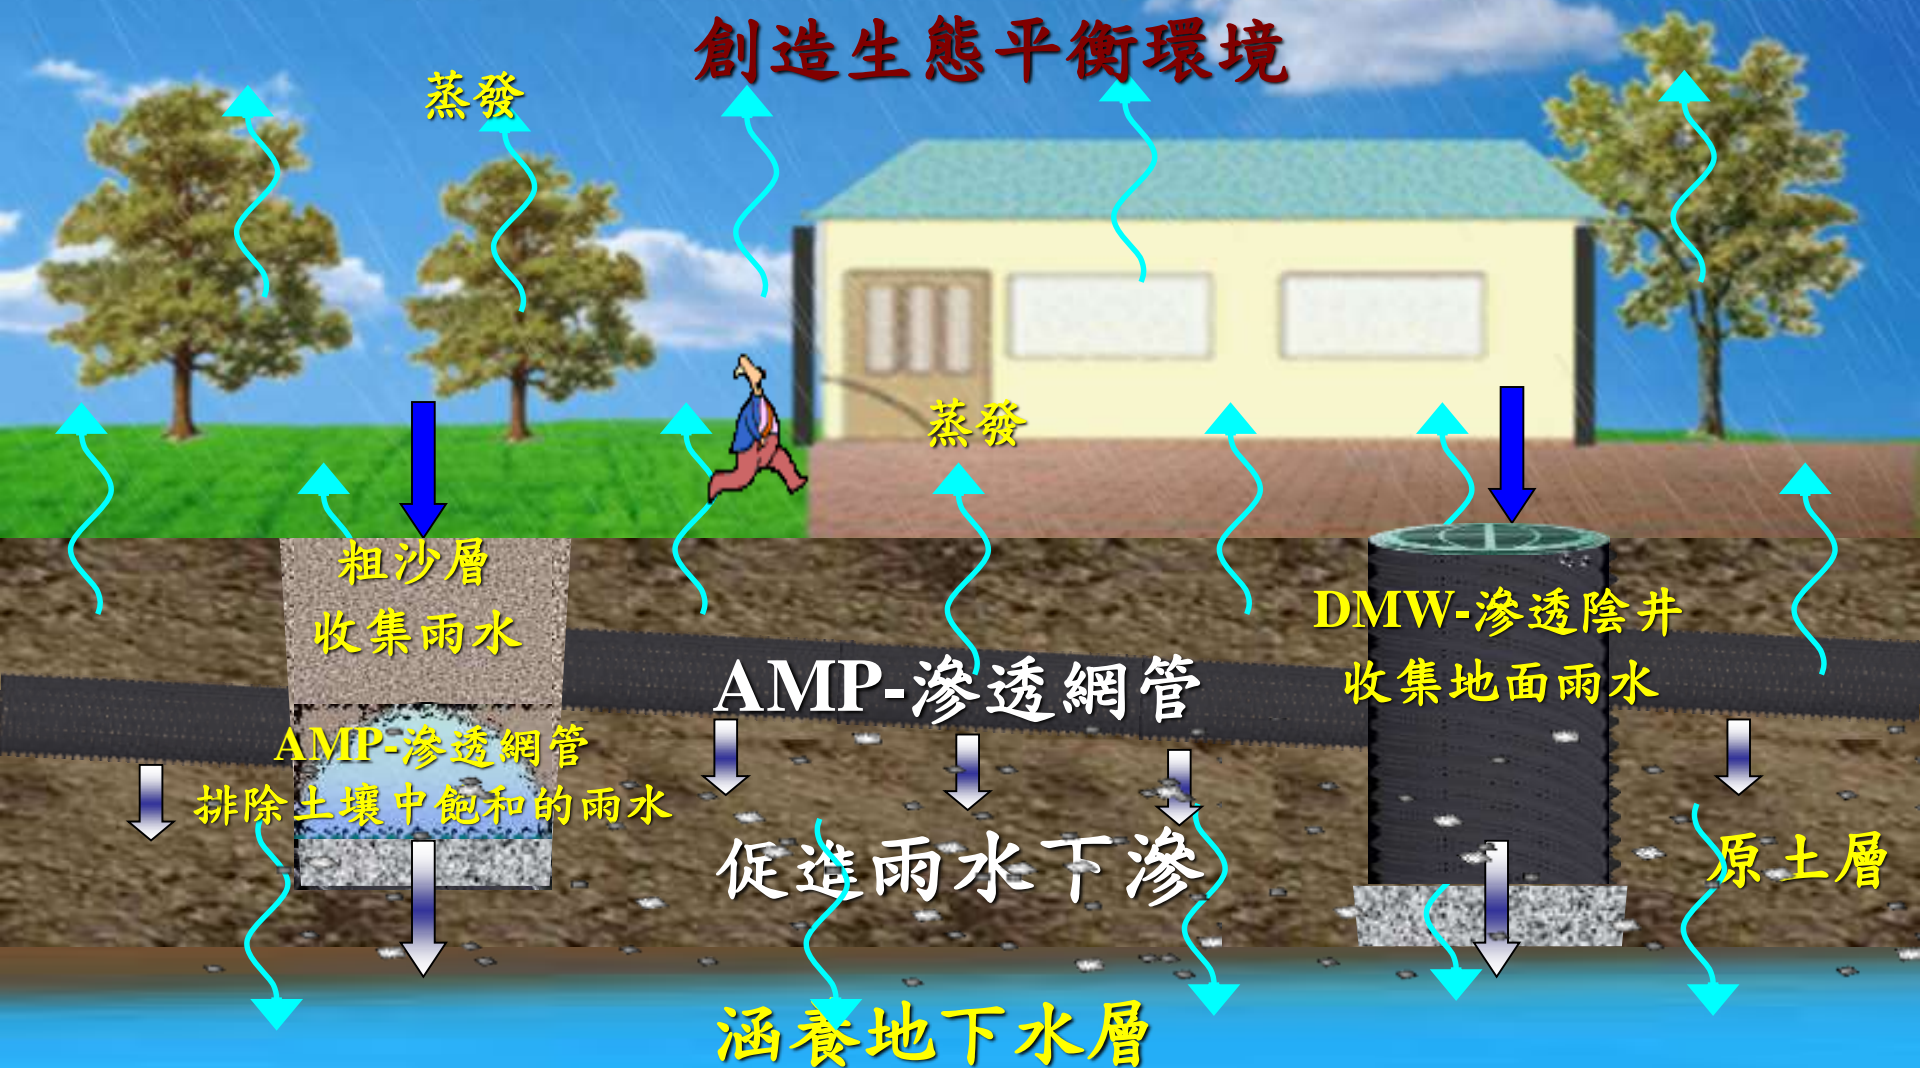 創造生態平衡環境
蒸發
蒸發
粗沙層
收集雨水
DMW-滲透陰井
收集地面雨水
AMP-滲透網管
AMP-滲透網管
排除土壤中飽和的雨水
促進雨水下滲
原土層
涵養地下水層